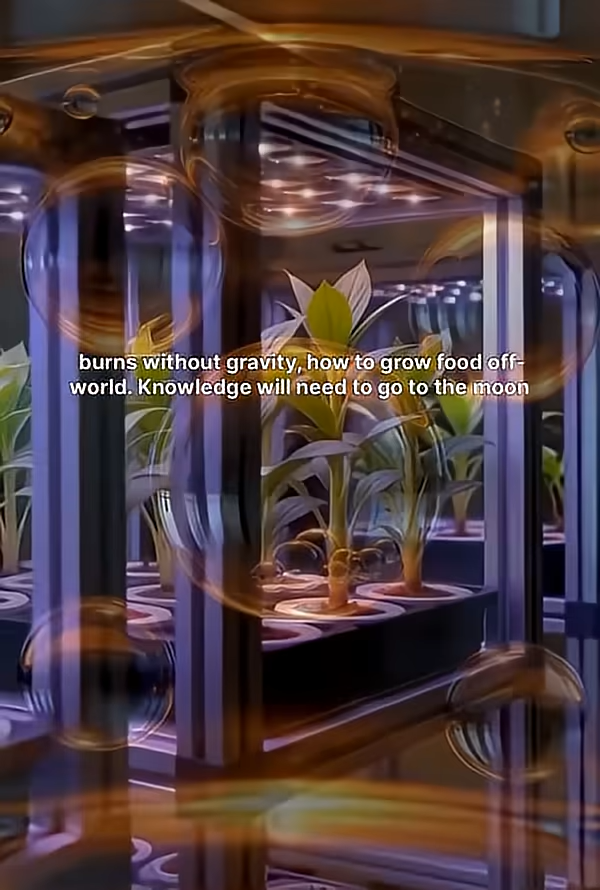 burns without gravity, how to grow food off-
world. Knowledge will need to go to the moon